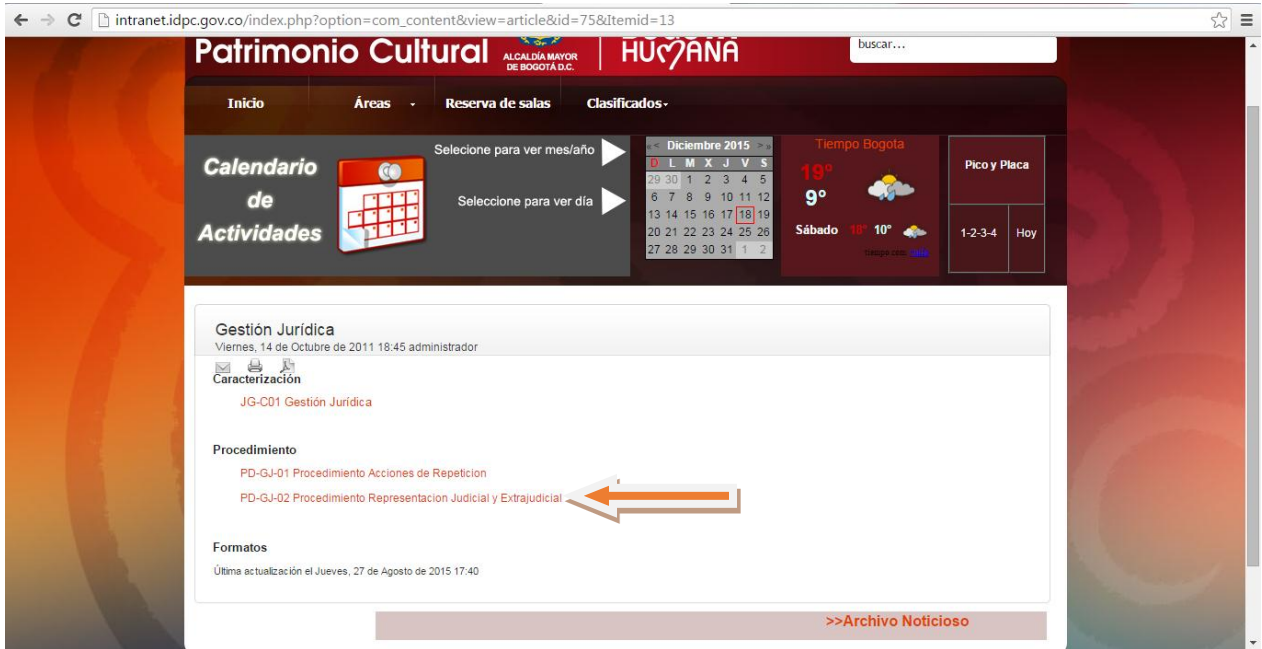 intranet.idpc.gov.co/index.php?option=com_content&view=article&id=75&Itemid=13
Patrimonio Cultural
ALCALDÍA MAYOR
DE BOGOTÁ D.C.
HUMANA
buscar...
Inicio
Áreas
Reserva de salas
Clasificados
Calendario
de
Actividades
Selecione para ver mes/año
Seleccione para ver día
«< Diciembre 2015 >»
D L M X J V S
29 30 1 2 3 4 5
6 7 8 9 10 11 12
13 14 15 16 17 18 19
20 21 22 23 24 25 26
27 28 29 30 31 1 2
Tiempo Bogota
19°
9°
Sábado 18° 10°
Pico y Placa
1-2-3-4 Hoy
Gestión Jurídica
Viernes, 14 de Octubre de 2011 18:45 administrador
Caracterización
JG-C01 Gestión Jurídica
Procedimiento
PD-GJ-01 Procedimiento Acciones de Repeticion
PD-GJ-02 Procedimiento Representacion Judicial y Extrajudicial
Formatos
Última actualización el Jueves, 27 de Agosto de 2015 17:40
>>Archivo Noticioso